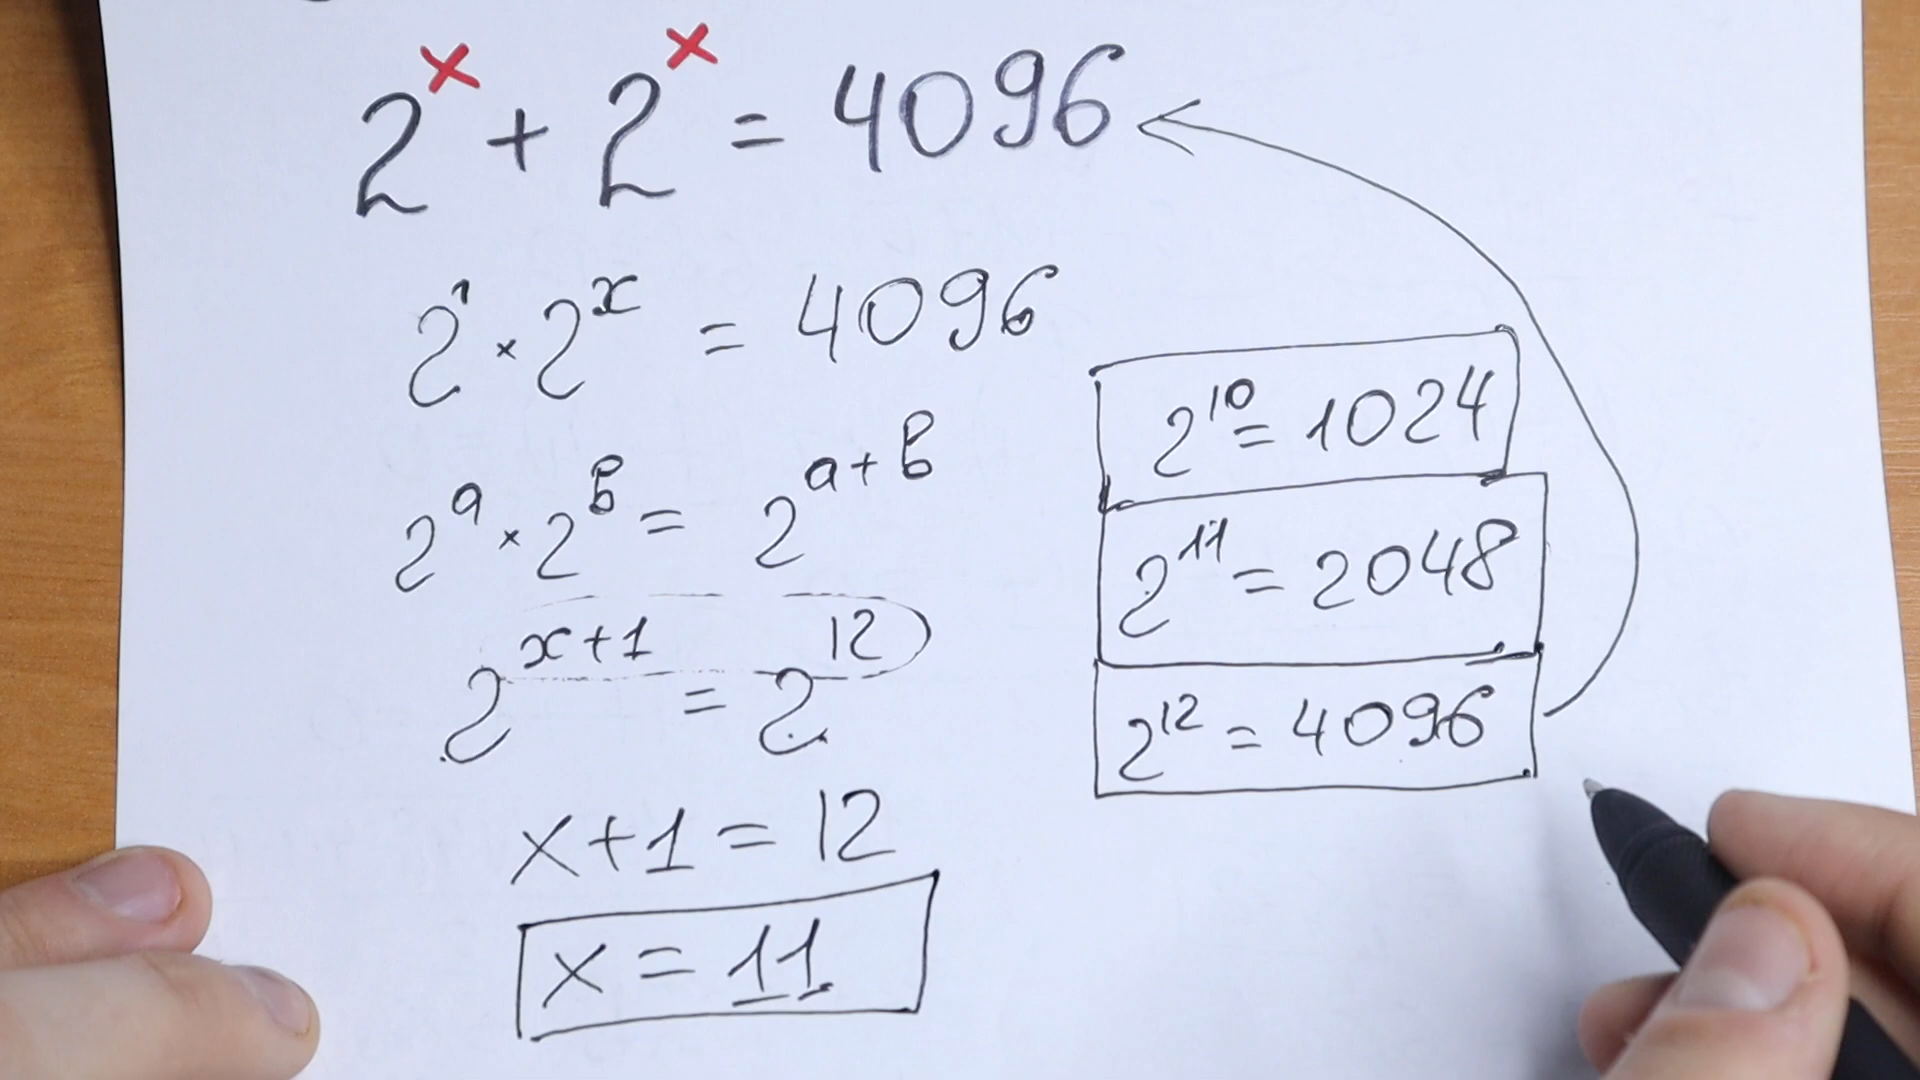 2^x + 2^x = 4096
2^1 × 2^x = 4096
2^a × 2^b = 2^(a+b)
2^(x+1) = 2^12
x+1 = 12
x = 11
2^10 = 1024
2^11 = 2048
2^12 = 4096